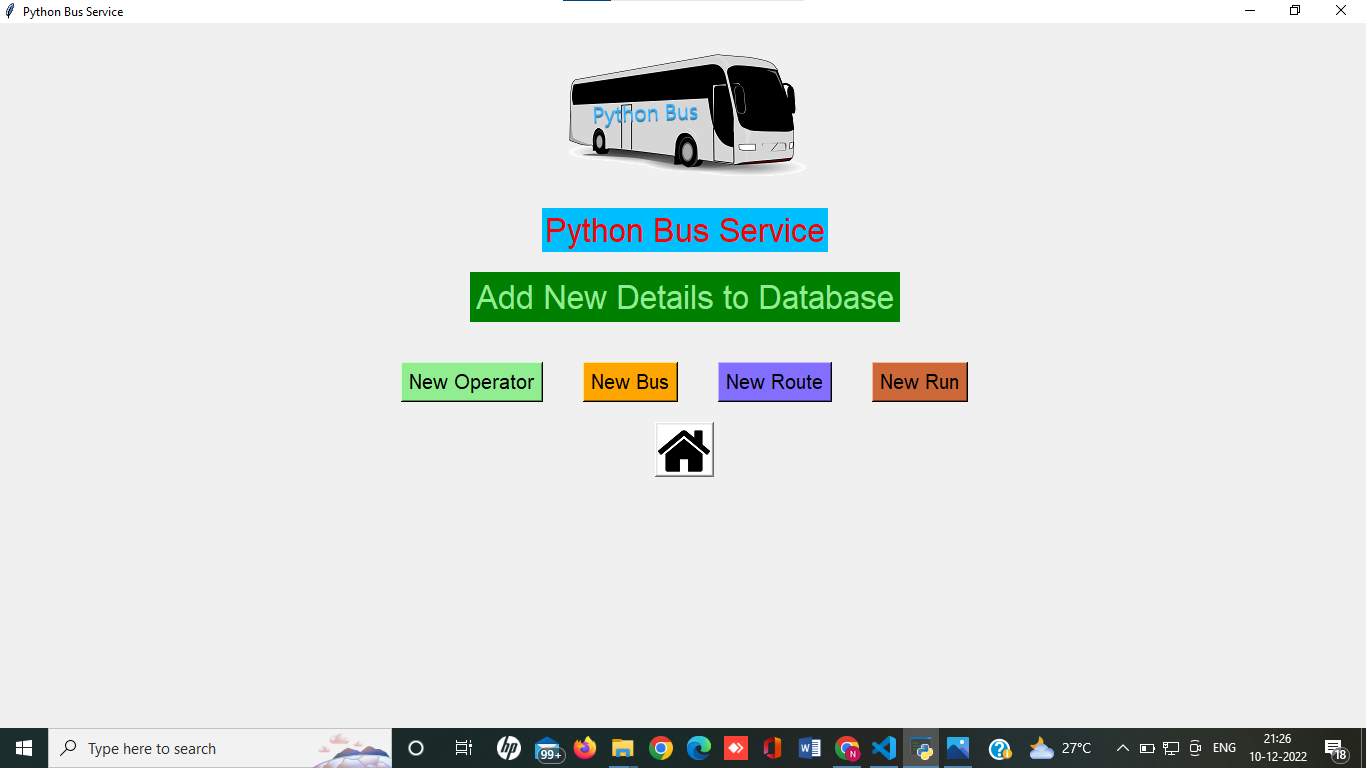 Python Bus Service
Python Bus
Python Bus Service
Add New Details to Database
New Operator New Bus New Route New Run
Type here to search
hp
99+
N
W
27°C
ENG
21:26
10-12-2022
18